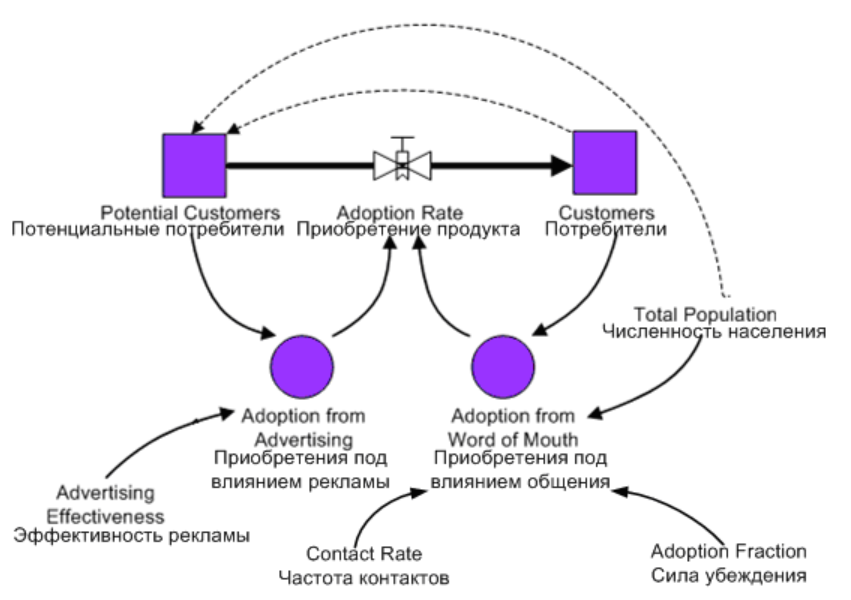 Potential Customers
Потенциальные потребители
Adoption Rate
Приобретение продукта
Customers
Потребители
Total Population
Численность населения
Adoption from
Advertising
Приобретения под
влиянием рекламы
Adoption from
Word of Mouth
Приобретения под
влиянием общения
Advertising
Effectiveness
Эффективность рекламы
Contact Rate
Частота контактов
Adoption Fraction
Сила убеждения